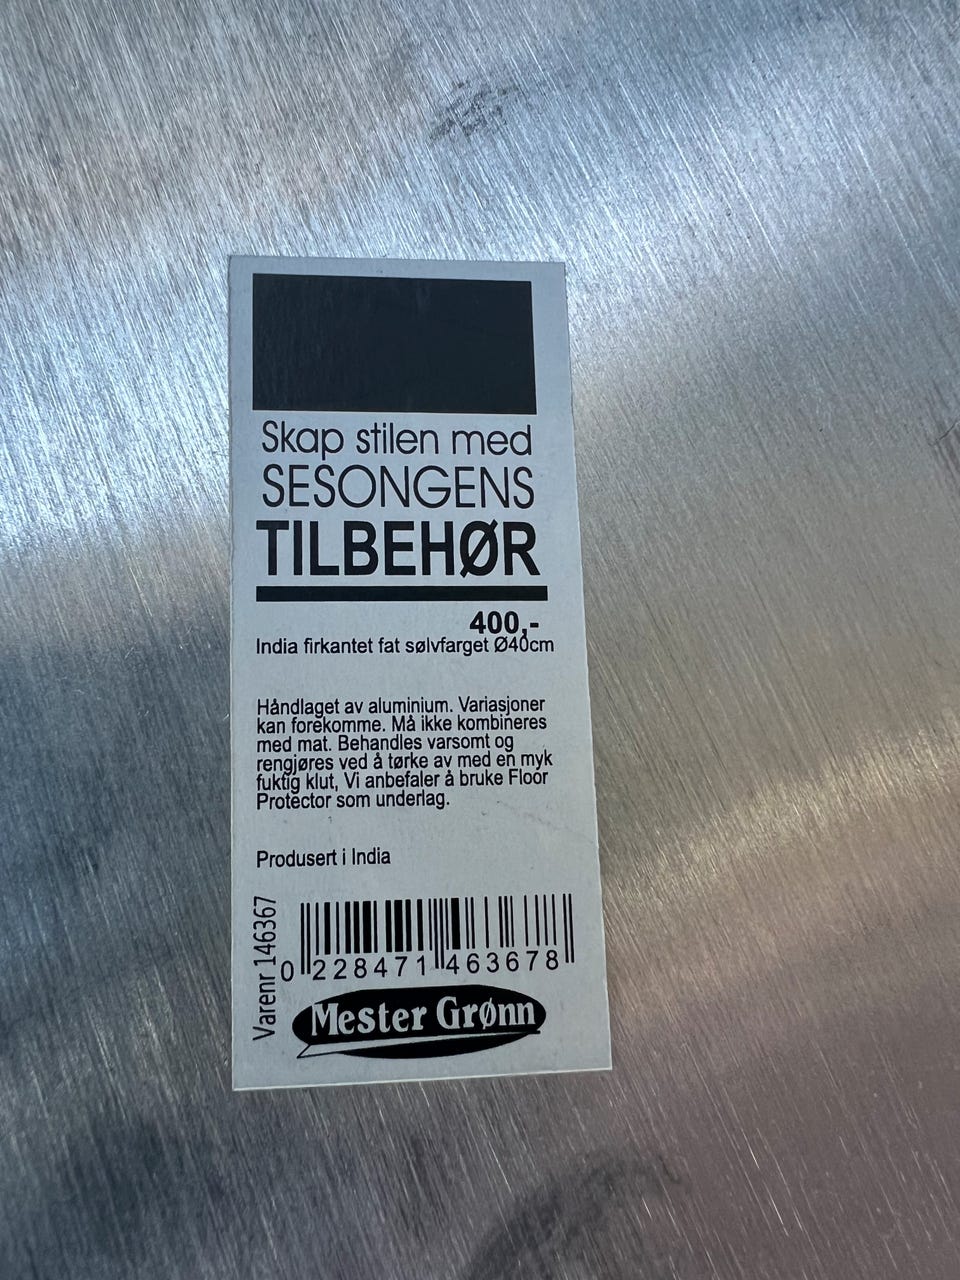 Skap stilen med
SESONGENS
TILBEHØR
400,-
India firkantet fat sølvfarget Ø40cm
Håndlaget av aluminium. Variasjoner
kan forekomme. Må ikke kombineres
med mat. Behandles varsomt og
rengjøres ved å tørke av med en myk
fuktig klut, Vi anbefaler å bruke Floor
Protector som underlag.
Produsert i India
Varenr 146367
0 228471 463678
Mester Grønn